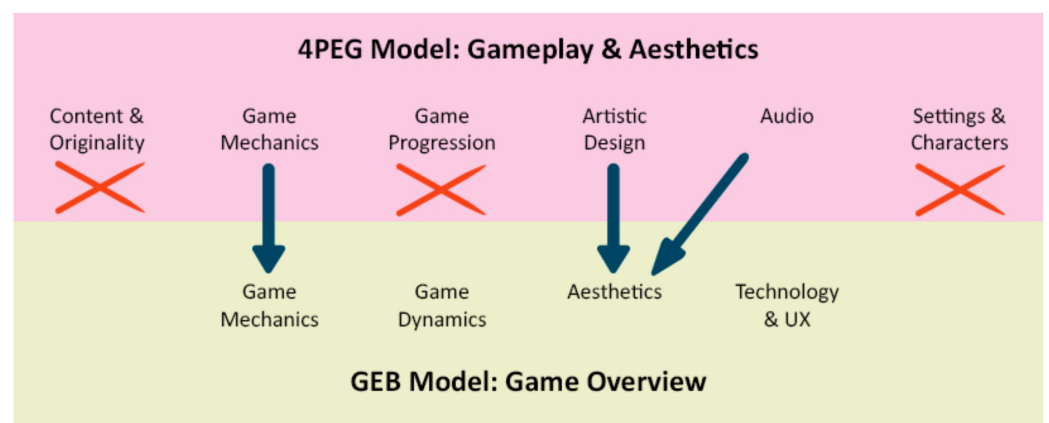 4PEG Model: Gameplay & Aesthetics
Content &
Originality
Game
Mechanics
Game
Progression
Artistic
Design
Audio
Settings &
Characters
Game
Mechanics
Game
Dynamics
Aesthetics
Technology
& UX
GEB Model: Game Overview